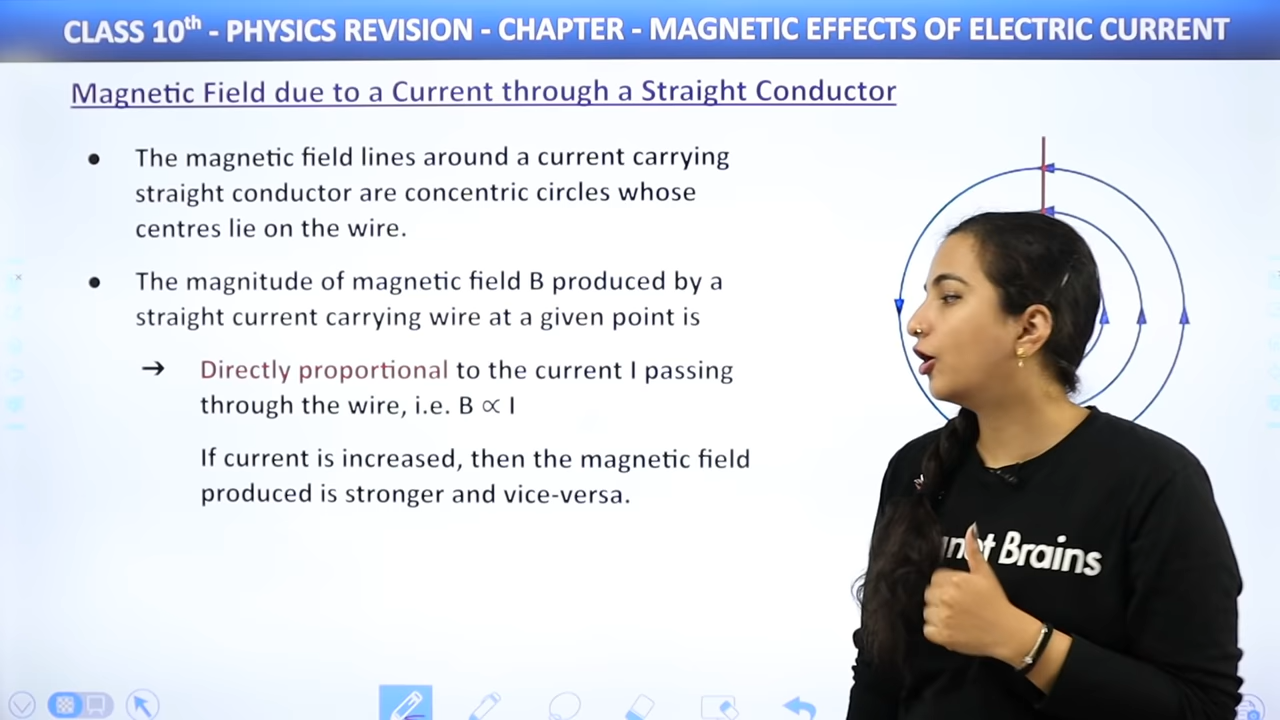 CLASS 10th - PHYSICS REVISION - CHAPTER - MAGNETIC EFFECTS OF ELECTRIC CURRENT
Magnetic Field due to a Current through a Straight Conductor
● The magnetic field lines around a current carrying
straight conductor are concentric circles whose
centres lie on the wire.
● The magnitude of magnetic field B produced by a
straight current carrying wire at a given point is
➔ Directly proportional to the current I passing
through the wire, i.e. B ∝ I
If current is increased, then the magnetic field
produced is stronger and vice-versa.
Brains